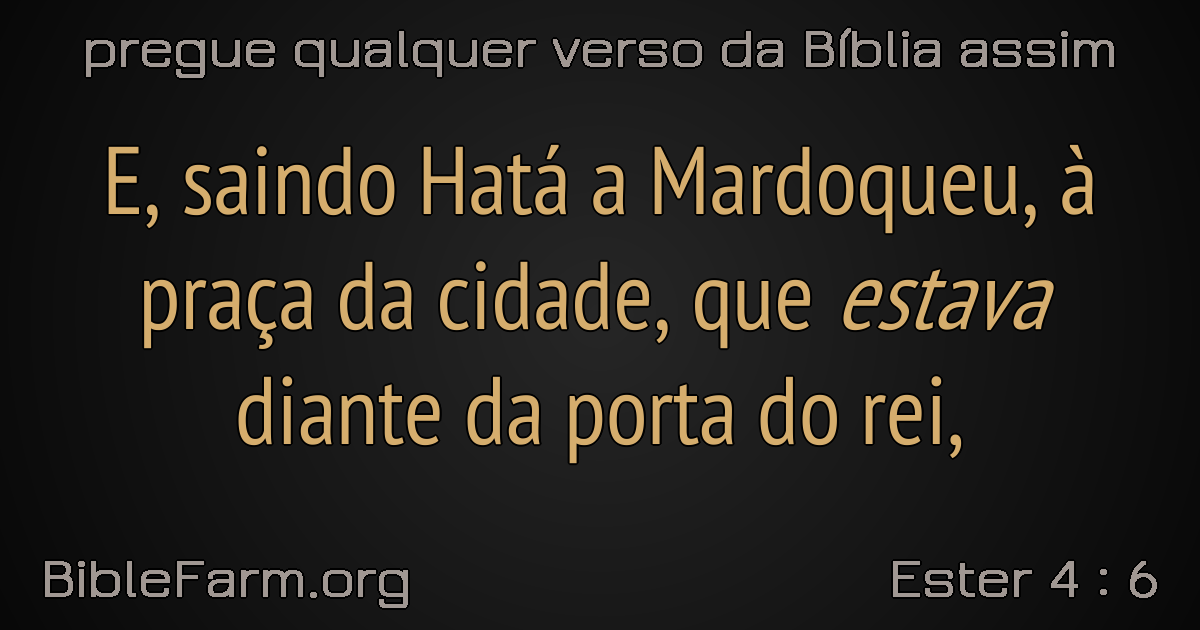 pregue qualquer verso da Bíblia assim
E, saindo Hatá a Mardoqueu, à
praça da cidade, que estava
diante da porta do rei,
BibleFarm.org
Ester 4 : 6